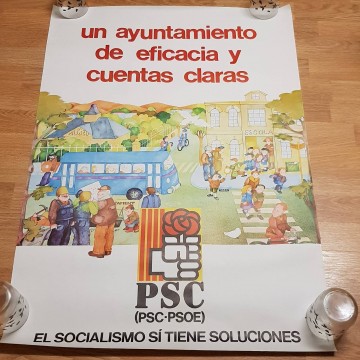 un ayuntamiento
de eficacia y
cuentas claras
ESCOLA
PSC
(PSC-PSOE)
EL SOCIALISMO SÍ TIENE SOLUCIONES